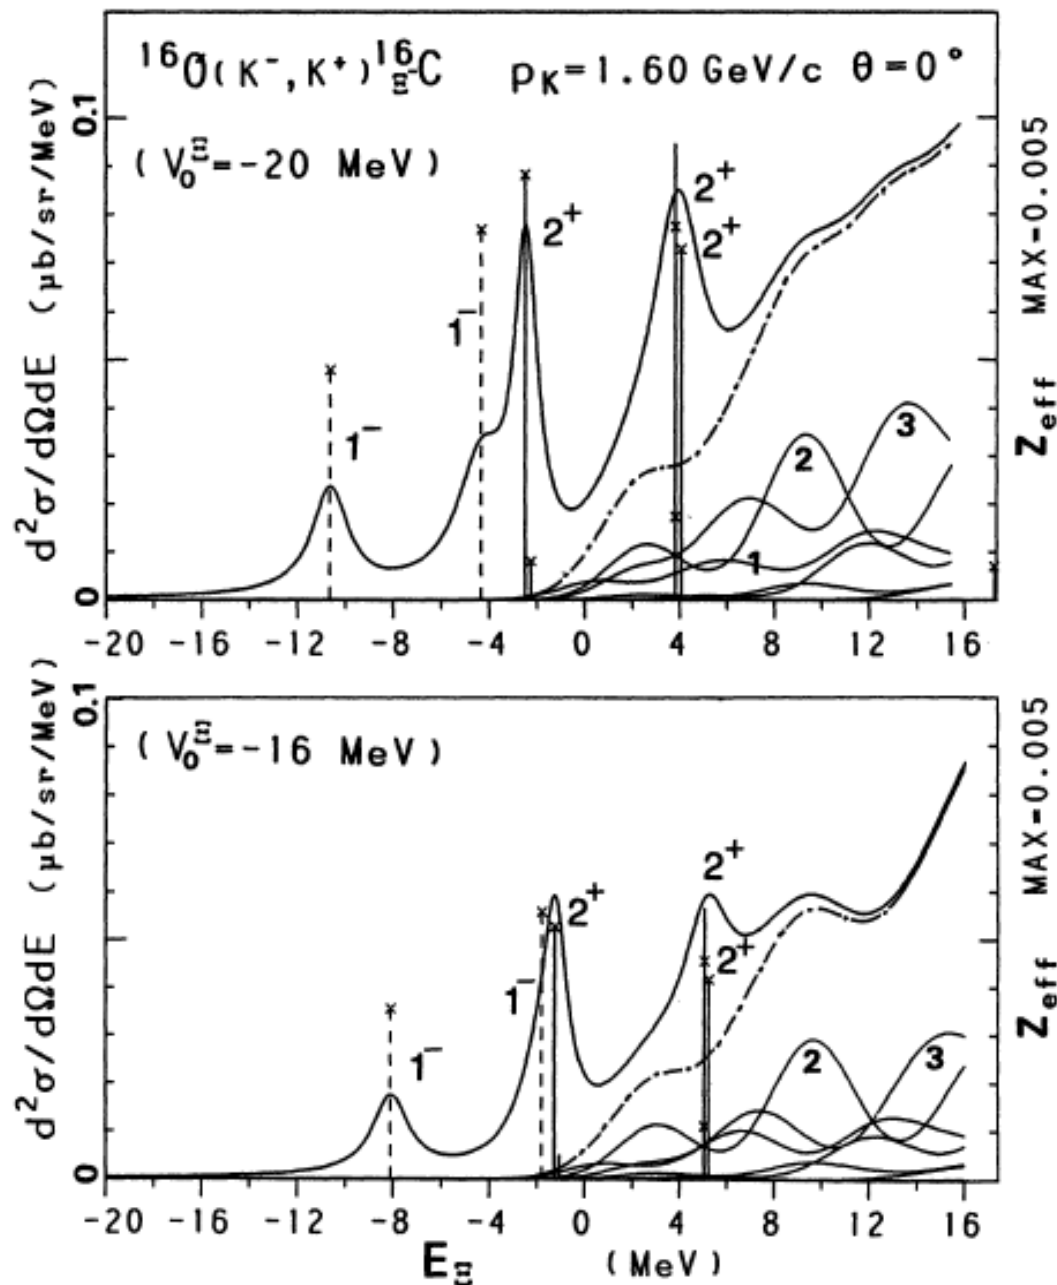 ¹⁶O(K⁻,K⁺)¹⁶_Ξ⁻C p_K=1.60 GeV/c θ=0°
(V₀^Ξ=-20 MeV)
d²σ/dΩdE (μb/sr/MeV)
0.1
0
1⁻
1⁻
2⁺
2⁺
2⁺
1
2
3
-20 -16 -12 -8 -4 0 4 8 12 16
Z_eff MAX=0.005
(V₀^Ξ=-16 MeV)
d²σ/dΩdE (μb/sr/MeV)
0.1
0
1⁻
1⁻
2⁺
2⁺
2⁺
2
3
-20 -16 -12 -8 -4 0 4 8 12 16
Z_eff MAX=0.005
E_Ξ (MeV)